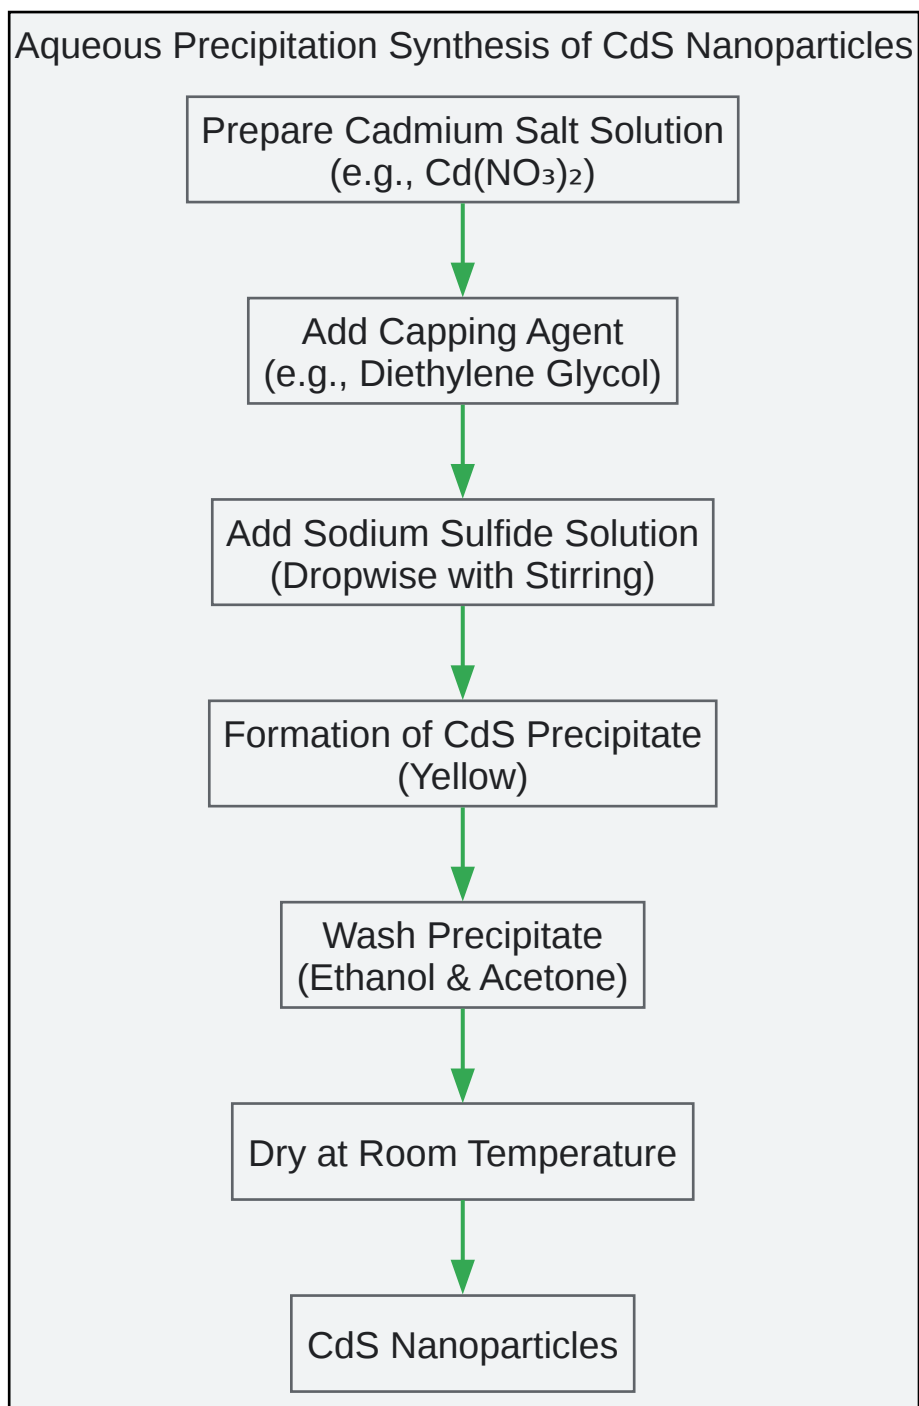 Aqueous Precipitation Synthesis of CdS Nanoparticles
Prepare Cadmium Salt Solution
(e.g., Cd(NO₃)₂)
Add Capping Agent
(e.g., Diethylene Glycol)
Add Sodium Sulfide Solution
(Dropwise with Stirring)
Formation of CdS Precipitate
(Yellow)
Wash Precipitate
(Ethanol & Acetone)
Dry at Room Temperature
CdS Nanoparticles